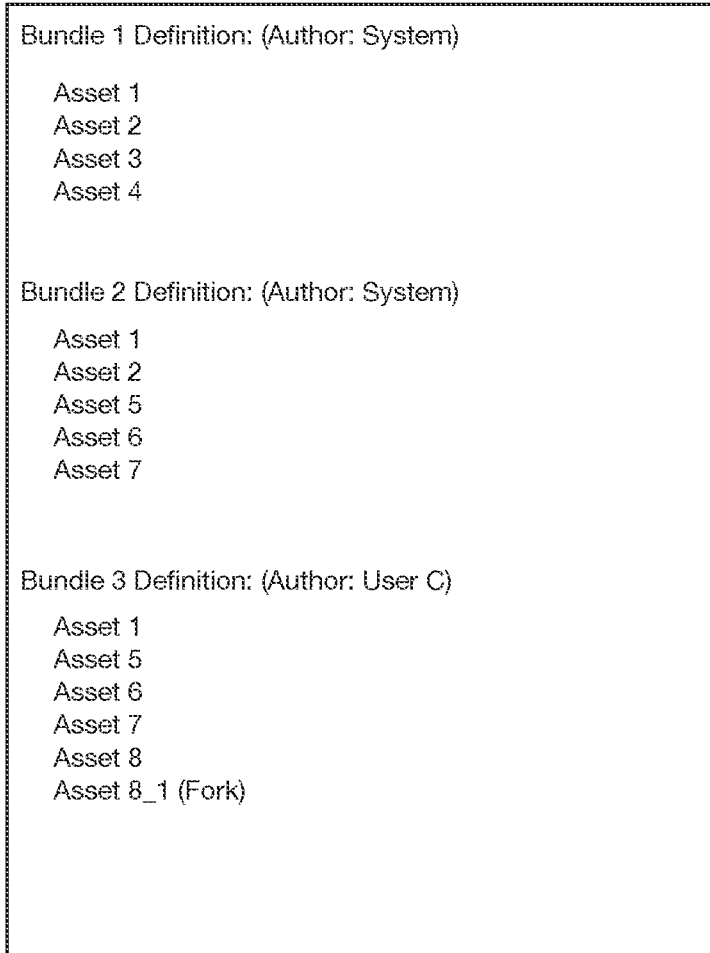 Bundle 1 Definition: (Author: System)
Asset 1
Asset 2
Asset 3
Asset 4
Bundle 2 Definition: (Author: System)
Asset 1
Asset 2
Asset 5
Asset 6
Asset 7
Bundle 3 Definition: (Author: User C)
Asset 1
Asset 5
Asset 6
Asset 7
Asset 8
Asset 8_1 (Fork)